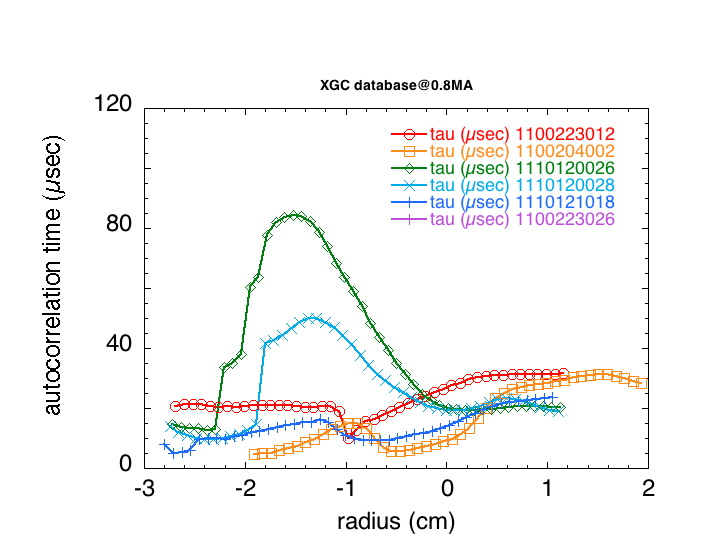 XGC database@0.8MA
120
80
40
0
autocorrelation time (µsec)
tau (µsec) 1100223012
tau (µsec) 1100204002
tau (µsec) 1110120026
tau (µsec) 1110120028
tau (µsec) 1110121018
tau (µsec) 1100223026
-3 -2 -1 0 1 2
radius (cm)